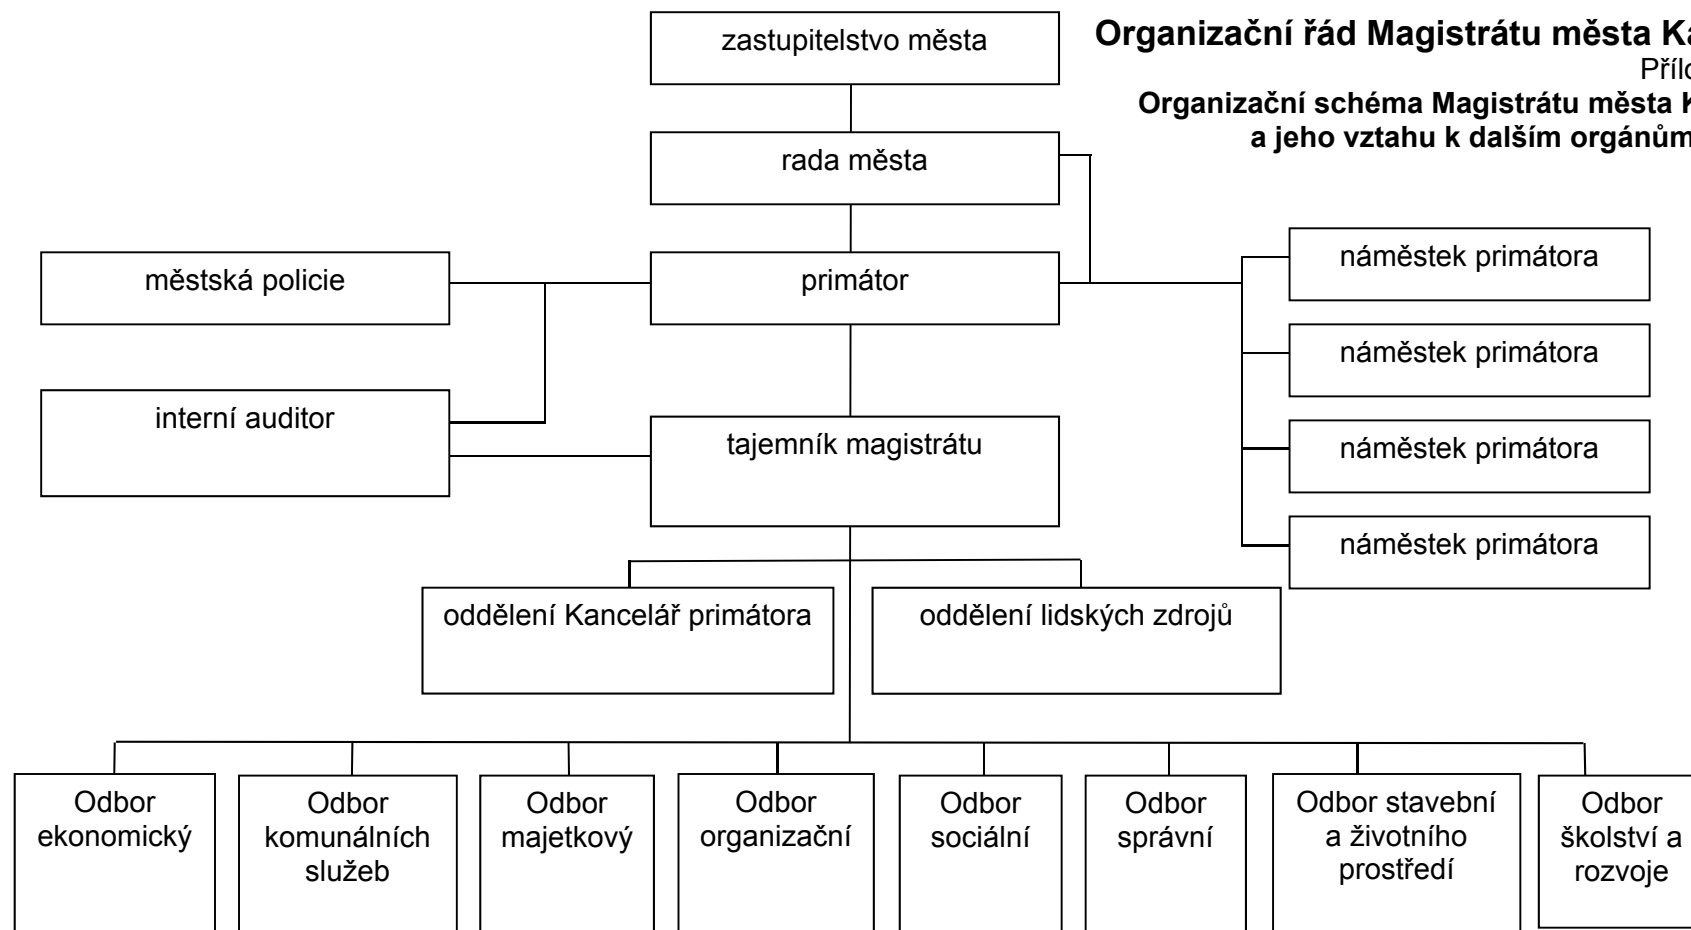 zastupitelstvo města
Organizační řád Magistrátu města
Organizační schéma Magistrátu města
a jeho vztahu k dalším orgánům
rada města
městská policie
primátor
náměstek primátora
náměstek primátora
interní auditor
tajemník magistrátu
náměstek primátora
náměstek primátora
oddělení Kancelář primátora
oddělení lidských zdrojů
Odbor
ekonomický
Odbor
komunálních
služeb
Odbor
majetkový
Odbor
organizační
Odbor
sociální
Odbor
správní
Odbor stavební
a životního
prostředí
Odbor
školství a
rozvoje